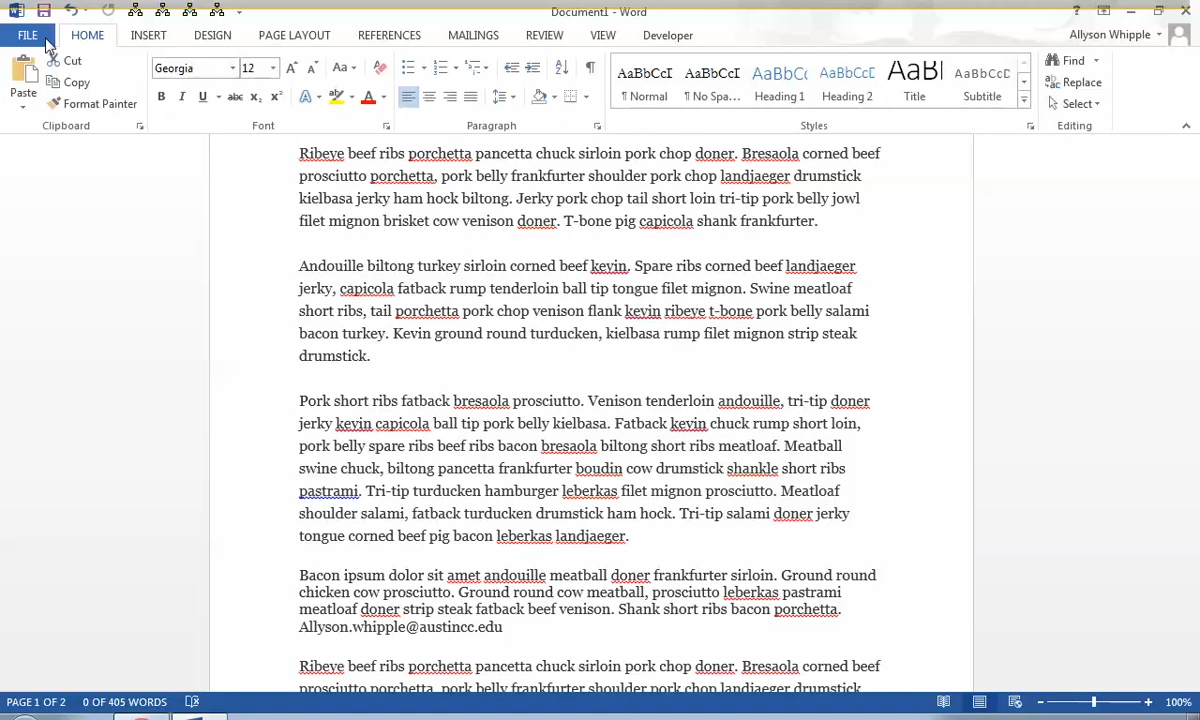 Document1 - Word
FILE HOME INSERT DESIGN PAGE LAYOUT REFERENCES MAILINGS REVIEW VIEW Developer Allyson Whipple
Paste Cut Copy Format Painter Clipboard
Georgia 12 Aa B I U abc X₂ X² A A Font
Paragraph
AaBbCcI ¶ Normal
AaBbCcI ¶ No Spa...
AaBbCc Heading 1
AaBbCcI Heading 2
AaBl Title
AaBbCcD Subtitle
Styles
Find
Replace
Select
Editing
Ribeye beef ribs porchetta pancetta chuck sirloin pork chop doner. Bresaola corned beef
prosciutto porchetta, pork belly frankfurter shoulder pork chop landjaeger drumstick
kielbasa jerky ham hock biltong. Jerky pork chop tail short loin tri-tip pork belly jowl
filet mignon brisket cow venison doner. T-bone pig capicola shank frankfurter.
Andouille biltong turkey sirloin corned beef kevin. Spare ribs corned beef landjaeger
jerky, capicola fatback rump tenderloin ball tip tongue filet mignon. Swine meatloaf
short ribs, tail porchetta pork chop venison flank kevin ribeye t-bone pork belly salami
bacon turkey. Kevin ground round turducken, kielbasa rump filet mignon strip steak
drumstick.
Pork short ribs fatback bresaola prosciutto. Venison tenderloin andouille, tri-tip doner
jerky kevin capicola ball tip pork belly kielbasa. Fatback kevin chuck rump short loin,
pork belly spare ribs beef ribs bacon bresaola biltong short ribs meatloaf. Meatball
swine chuck, biltong pancetta frankfurter boudin cow drumstick shankle short ribs
pastrami. Tri-tip turducken hamburger leberkas filet mignon prosciutto. Meatloaf
shoulder salami, fatback turducken drumstick ham hock. Tri-tip salami doner jerky
tongue corned beef pig bacon leberkas landjaeger.
Bacon ipsum dolor sit amet andouille meatball doner frankfurter sirloin. Ground round
chicken cow prosciutto. Ground round cow meatball, prosciutto leberkas pastrami
meatloaf doner strip steak fatback beef venison. Shank short ribs bacon porchetta.
Allyson.whipple@austincc.edu
Ribeye beef ribs porchetta pancetta chuck sirloin pork chop doner. Bresaola corned beef
prosciutto porchetta, pork belly frankfurter shoulder pork chop landjaeger drumstick
PAGE 1 OF 2 0 OF 405 WORDS 100%